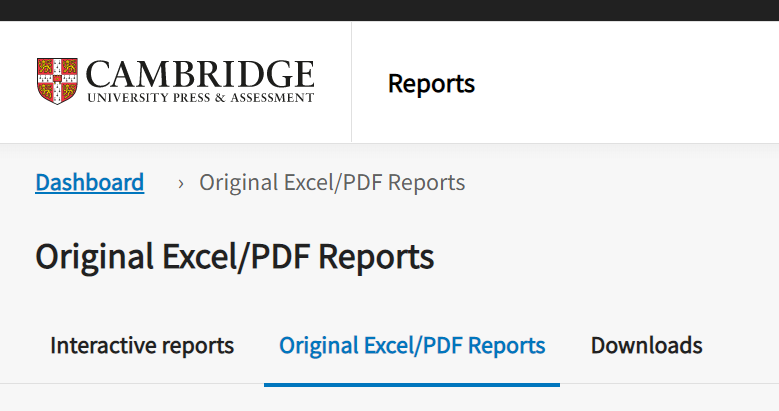 CAMBRIDGE
UNIVERSITY PRESS & ASSESSMENT
Reports
Dashboard › Original Excel/PDF Reports
Original Excel/PDF Reports
Interactive reports Original Excel/PDF Reports Downloads